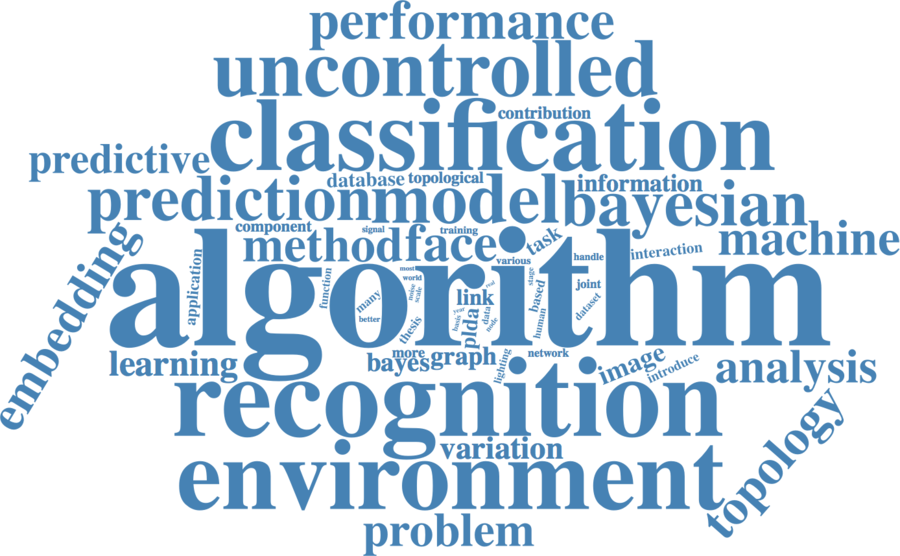 performance
uncontrolled
contribution
classification
predictive
database
topological
information
prediction
model
bayesian
component
signal
training
method
face
task
machine
interaction
various
handle
embedding
application
algorithm
function
most
world
many
noise
scale
better
thesis
link
real
year
basis
plda
data
node
stage
based
human
joint
dataset
learning
more
bayes
graph
lighting
network
image
introduce
analysis
recognition
variation
environment
topology
problem